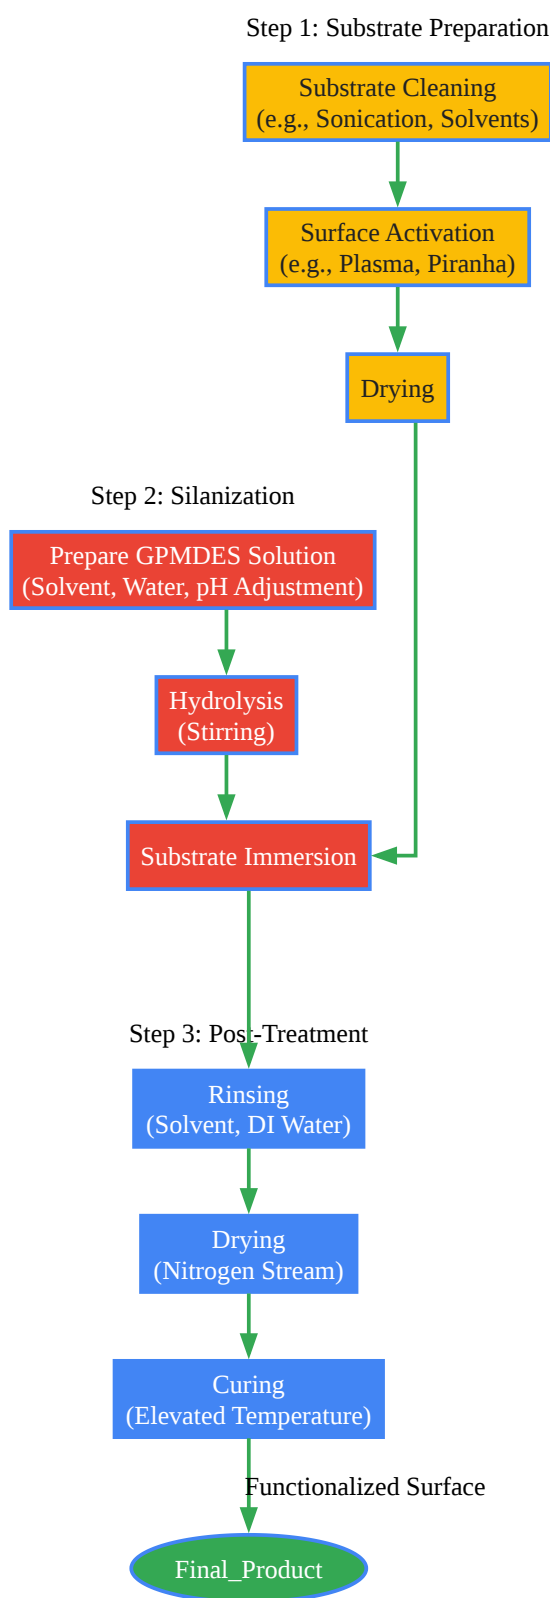 Step 1: Substrate Preparation
Substrate Cleaning
(e.g., Sonication, Solvents)
Surface Activation
(e.g., Plasma, Piranha)
Drying
Step 2: Silanization
Prepare GPMDES Solution
(Solvent, Water, pH Adjustment)
Hydrolysis
(Stirring)
Substrate Immersion
Step 3: Post-Treatment
Rinsing
(Solvent, DI Water)
Drying
(Nitrogen Stream)
Curing
(Elevated Temperature)
Functionalized Surface
Final_Product